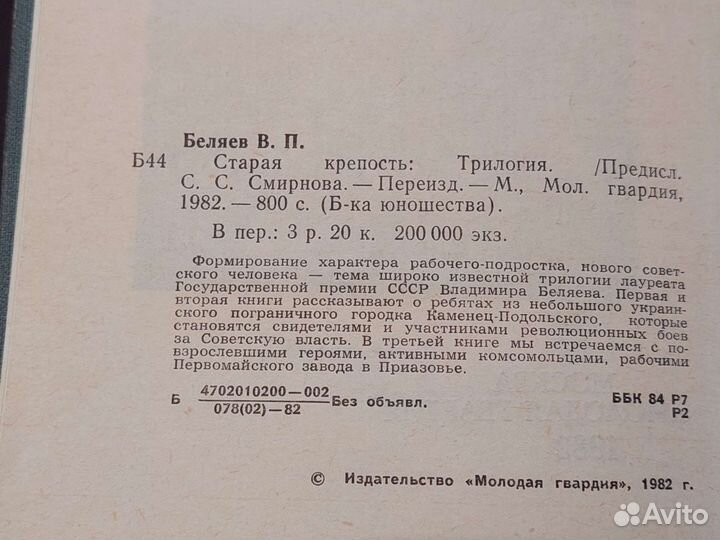 Беляев В. П.
Б44 Старая крепость: Трилогия. /Предисл.
С. С. Смирнова. — Переизд. — М., Мол. гвардия,
1982. — 800 с. (Б-ка юношества).
В пер.: 3 р. 20 к. 200 000 экз.
Формирование характера рабочего-подростка, нового совет-
ского человека — тема широко известной трилогии лауреата
Государственной премии СССР Владимира Беляева. Первая и
вторая книги рассказывают о ребятах из небольшого украин-
ского пограничного городка Каменец-Подольского, которые
становятся свидетелями и участниками революционных боев
за Советскую власть. В третьей книге мы встречаемся с по-
взрослевшими героями, активными комсомольцами, рабочими
Первомайского завода в Приазовье.
Б 4702010200—002
078(02)—82 Без объявл.
ББК 84 Р7
Р2
© Издательство «Молодая гвардия», 1982 г.
Avito